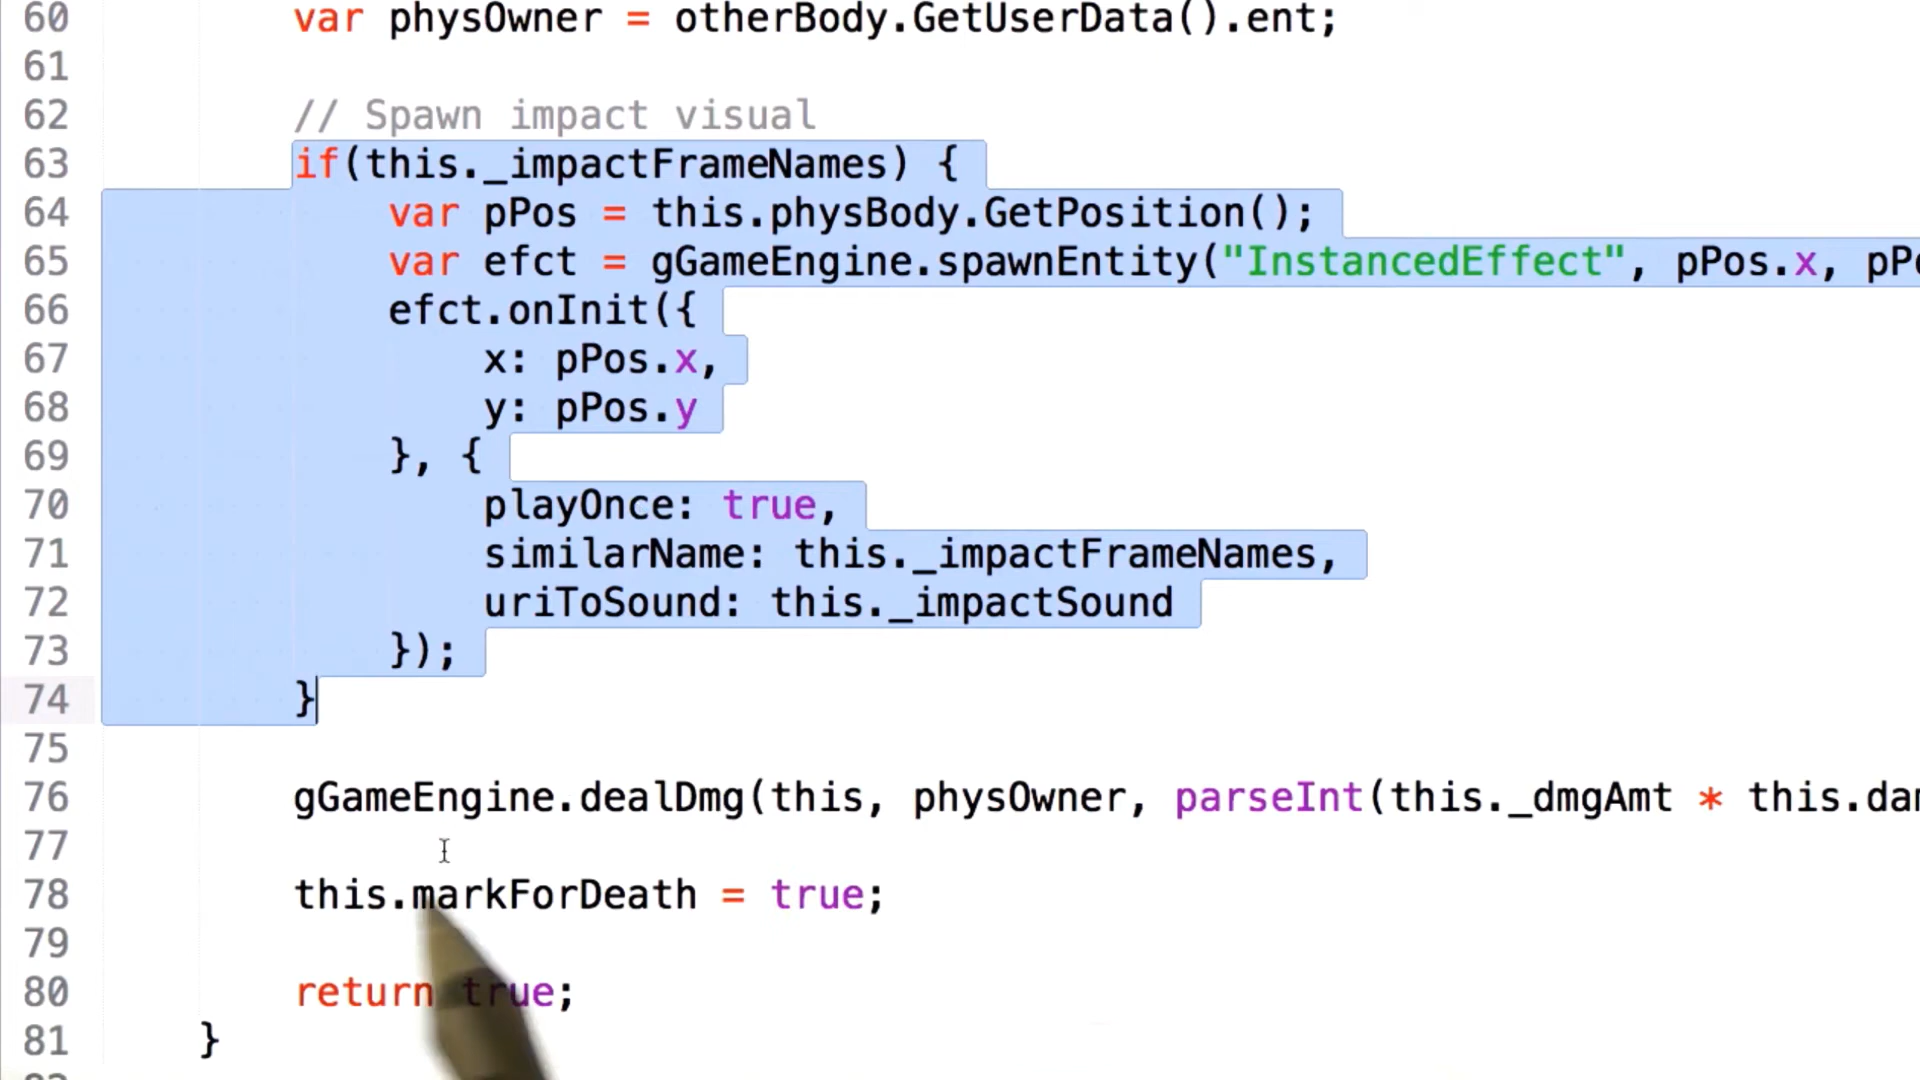 60 var physOwner = otherBody.GetUserData().ent;
61
62 // Spawn impact visual
63 if(this._impactFrameNames) {
64 var pPos = this.physBody.GetPosition();
65 var efct = gGameEngine.spawnEntity("InstancedEffect", pPos.x, pP
66 efct.onInit({
67 x: pPos.x,
68 y: pPos.y
69 }, {
70 playOnce: true,
71 similarName: this._impactFrameNames,
72 uriToSound: this._impactSound
73 });
74 }
75
76 gGameEngine.dealDmg(this, physOwner, parseInt(this._dmgAmt * this.da
77
78 this.markForDeath = true;
79
80 return true;
81 }